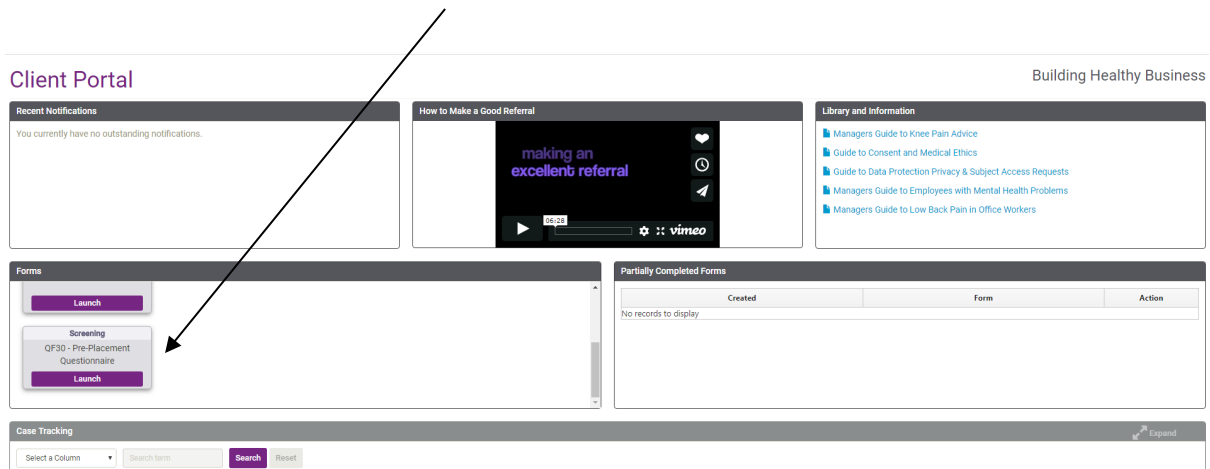 Client Portal
Building Healthy Business
Recent Notifications
You currently have no outstanding notifications.
How to Make a Good Referral
making an
excellent referral
06:28
vimeo
Library and Information
Managers Guide to Knee Pain Advice
Guide to Consent and Medical Ethics
Guide to Data Protection Privacy & Subject Access Requests
Managers Guide to Employees with Mental Health Problems
Managers Guide to Low Back Pain in Office Workers
Forms
Launch
Screening
QF30 - Pre-Placement
Questionnaire
Launch
Partially Completed Forms
Created Form Action
No records to display
Case Tracking
Expand
Select a Column Search term Search Reset